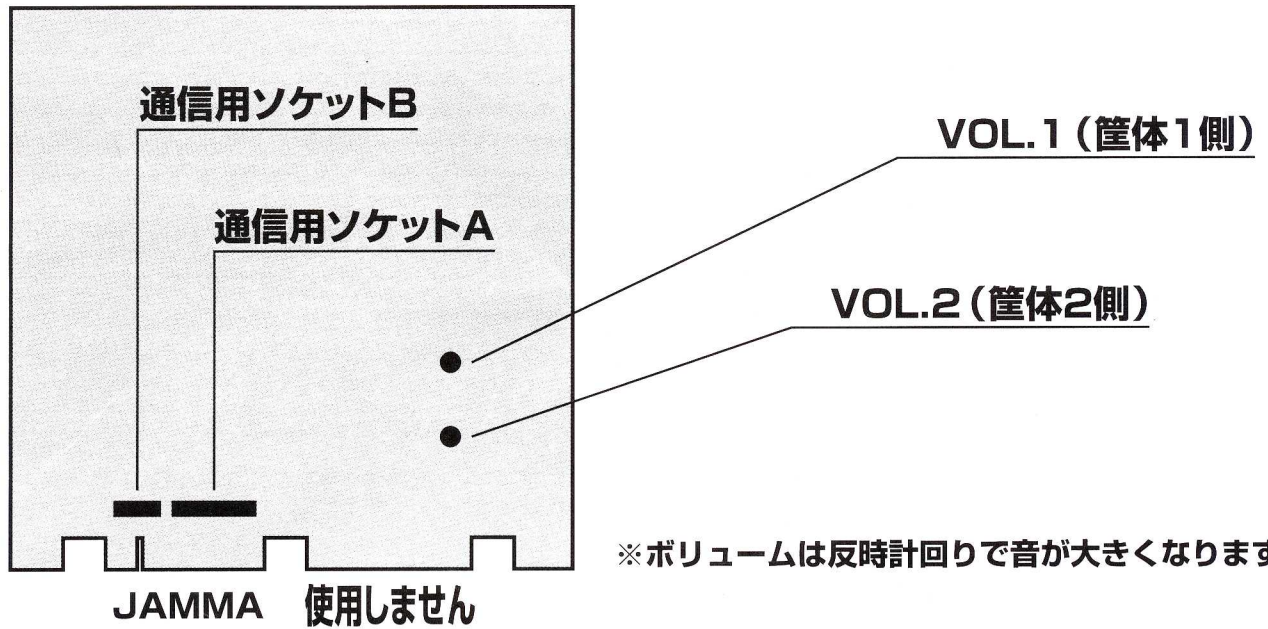 通信用ソケットB
VOL.1（筐体1側）
通信用ソケットA
VOL.2（筐体2側）
※ボリュームは反時計回りで音が大きくなります
JAMMA 使用しません